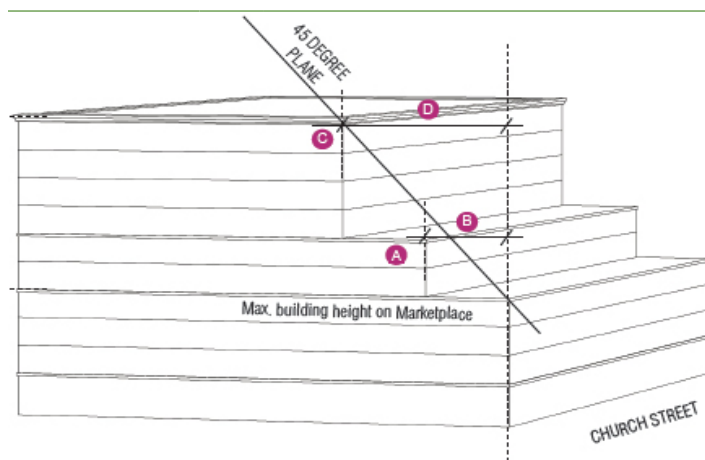 45 DEGREE
PLANE
D
C
B
A
Max. building height on Marketplace
CHURCH STREET